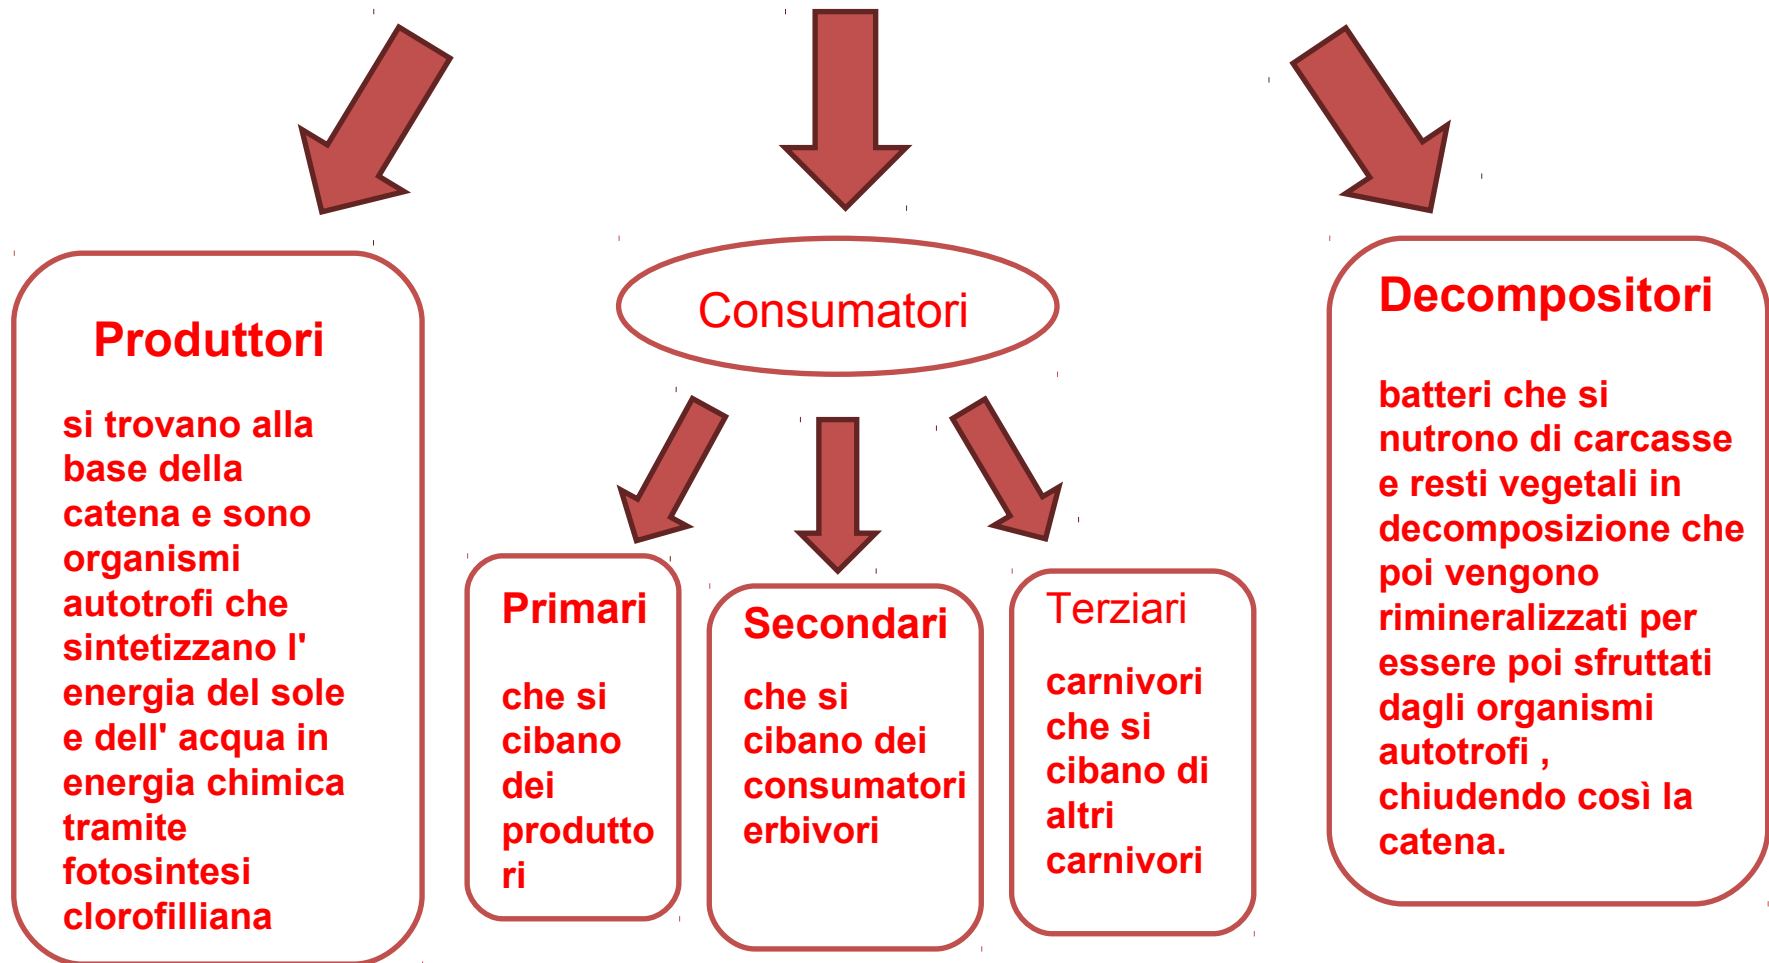 Produttori
si trovano alla
base della
catena e sono
organismi
autotrofi che
sintetizzano l'
energia del sole
e dell' acqua in
energia chimica
tramite
fotosintesi
clorofilliana
Consumatori
Primari
che si
cibano
dei
produtto
ri
Secondari
che si
cibano dei
consumatori
erbivori
Terziari
carnivori
che si
cibano di
altri
carnivori
Decompositori
batteri che si
nutrono di carcasse
e resti vegetali in
decomposizione che
poi vengono
rimineralizzati per
essere poi sfruttati
dagli organismi
autotrofi ,
chiudendo così la
catena.